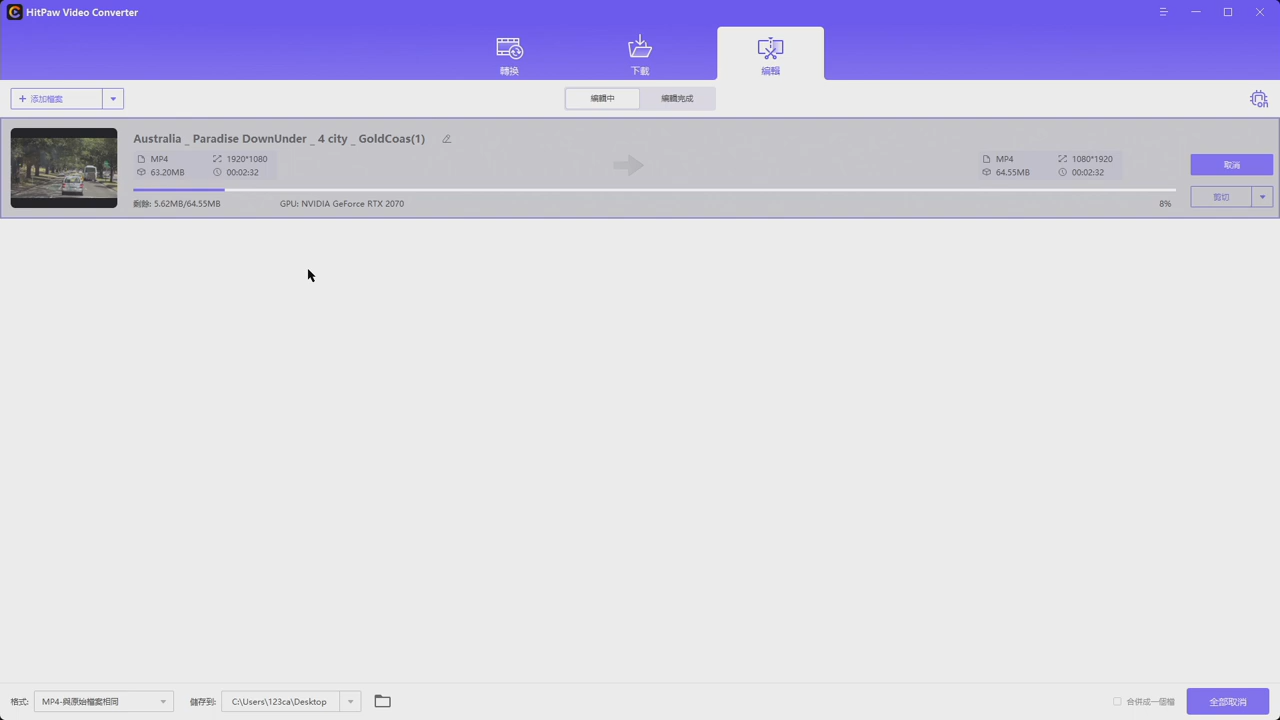 HitPaw Video Converter
轉換
下載
編輯
添加檔案
編輯中
編輯完成
Australia _ Paradise DownUnder _ 4 city _ GoldCoas(1)
MP4 1920*1080
63.20MB 00:02:32
MP4 1080*1920
64.55MB 00:02:32
取消
剩餘: 5.62MB/64.55MB
GPU: NVIDIA GeForce RTX 2070
8%
剪切
格式: MP4-與原始檔案相同
儲存到: C:\Users\123ca\Desktop
合併成一個檔
全部取消